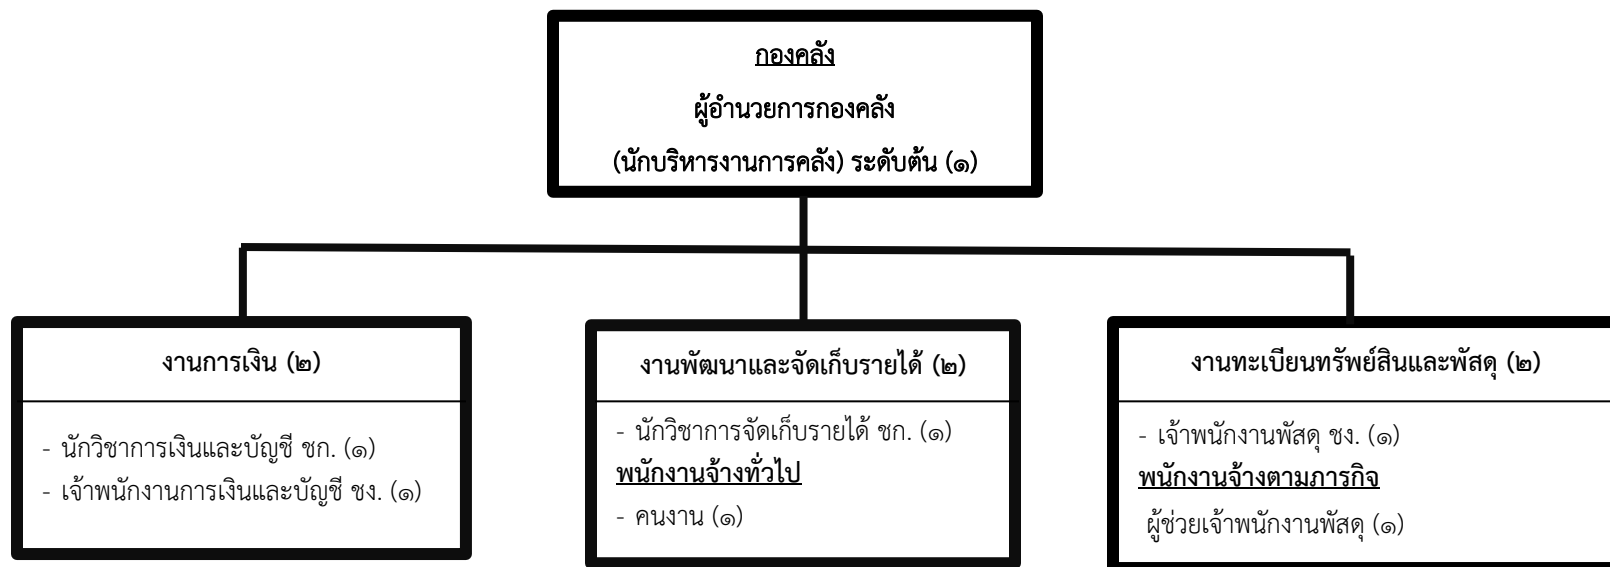 กองคลัง
ผู้อำนวยการกองคลัง
(นักบริหารงานการคลัง) ระดับต้น (๑)
งานการเงิน (๒)
- นักวิชาการเงินและบัญชี ชก. (๑)
- เจ้าพนักงานการเงินและบัญชี ชง. (๑)
งานพัฒนาและจัดเก็บรายได้ (๒)
- นักวิชาการจัดเก็บรายได้ ชก. (๑)
พนักงานจ้างทั่วไป
- คนงาน (๑)
งานทะเบียนทรัพย์สินและพัสดุ (๒)
- เจ้าพนักงานพัสดุ ชง. (๑)
พนักงานจ้างตามภารกิจ
ผู้ช่วยเจ้าพนักงานพัสดุ (๑)